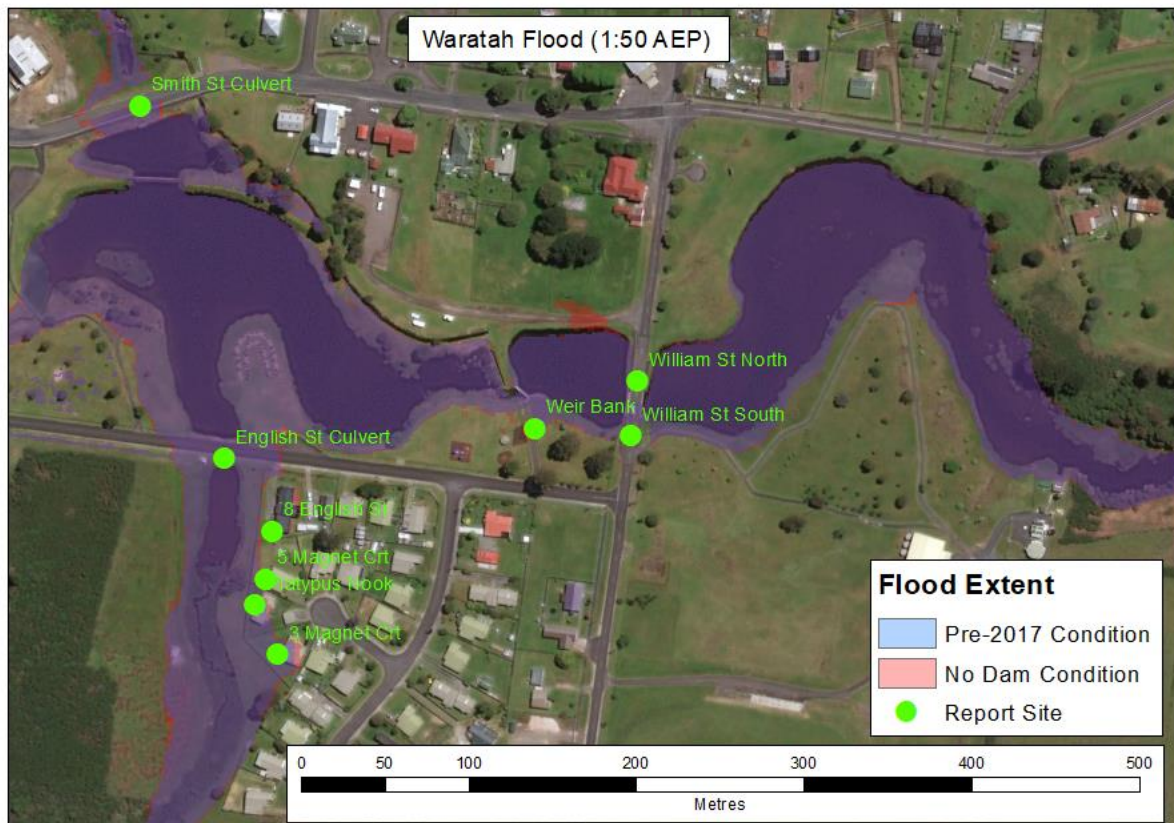 Waratah Flood (1:50 AEP)
Smith St Culvert
William St North
Weir Bank
William St South
English St Culvert
8 English St
5 Magnet Crt
latypus Nook
3 Magnet Crt
Flood Extent
Pre-2017 Condition
No Dam Condition
Report Site
0 50 100 200 300 400 500
Metres